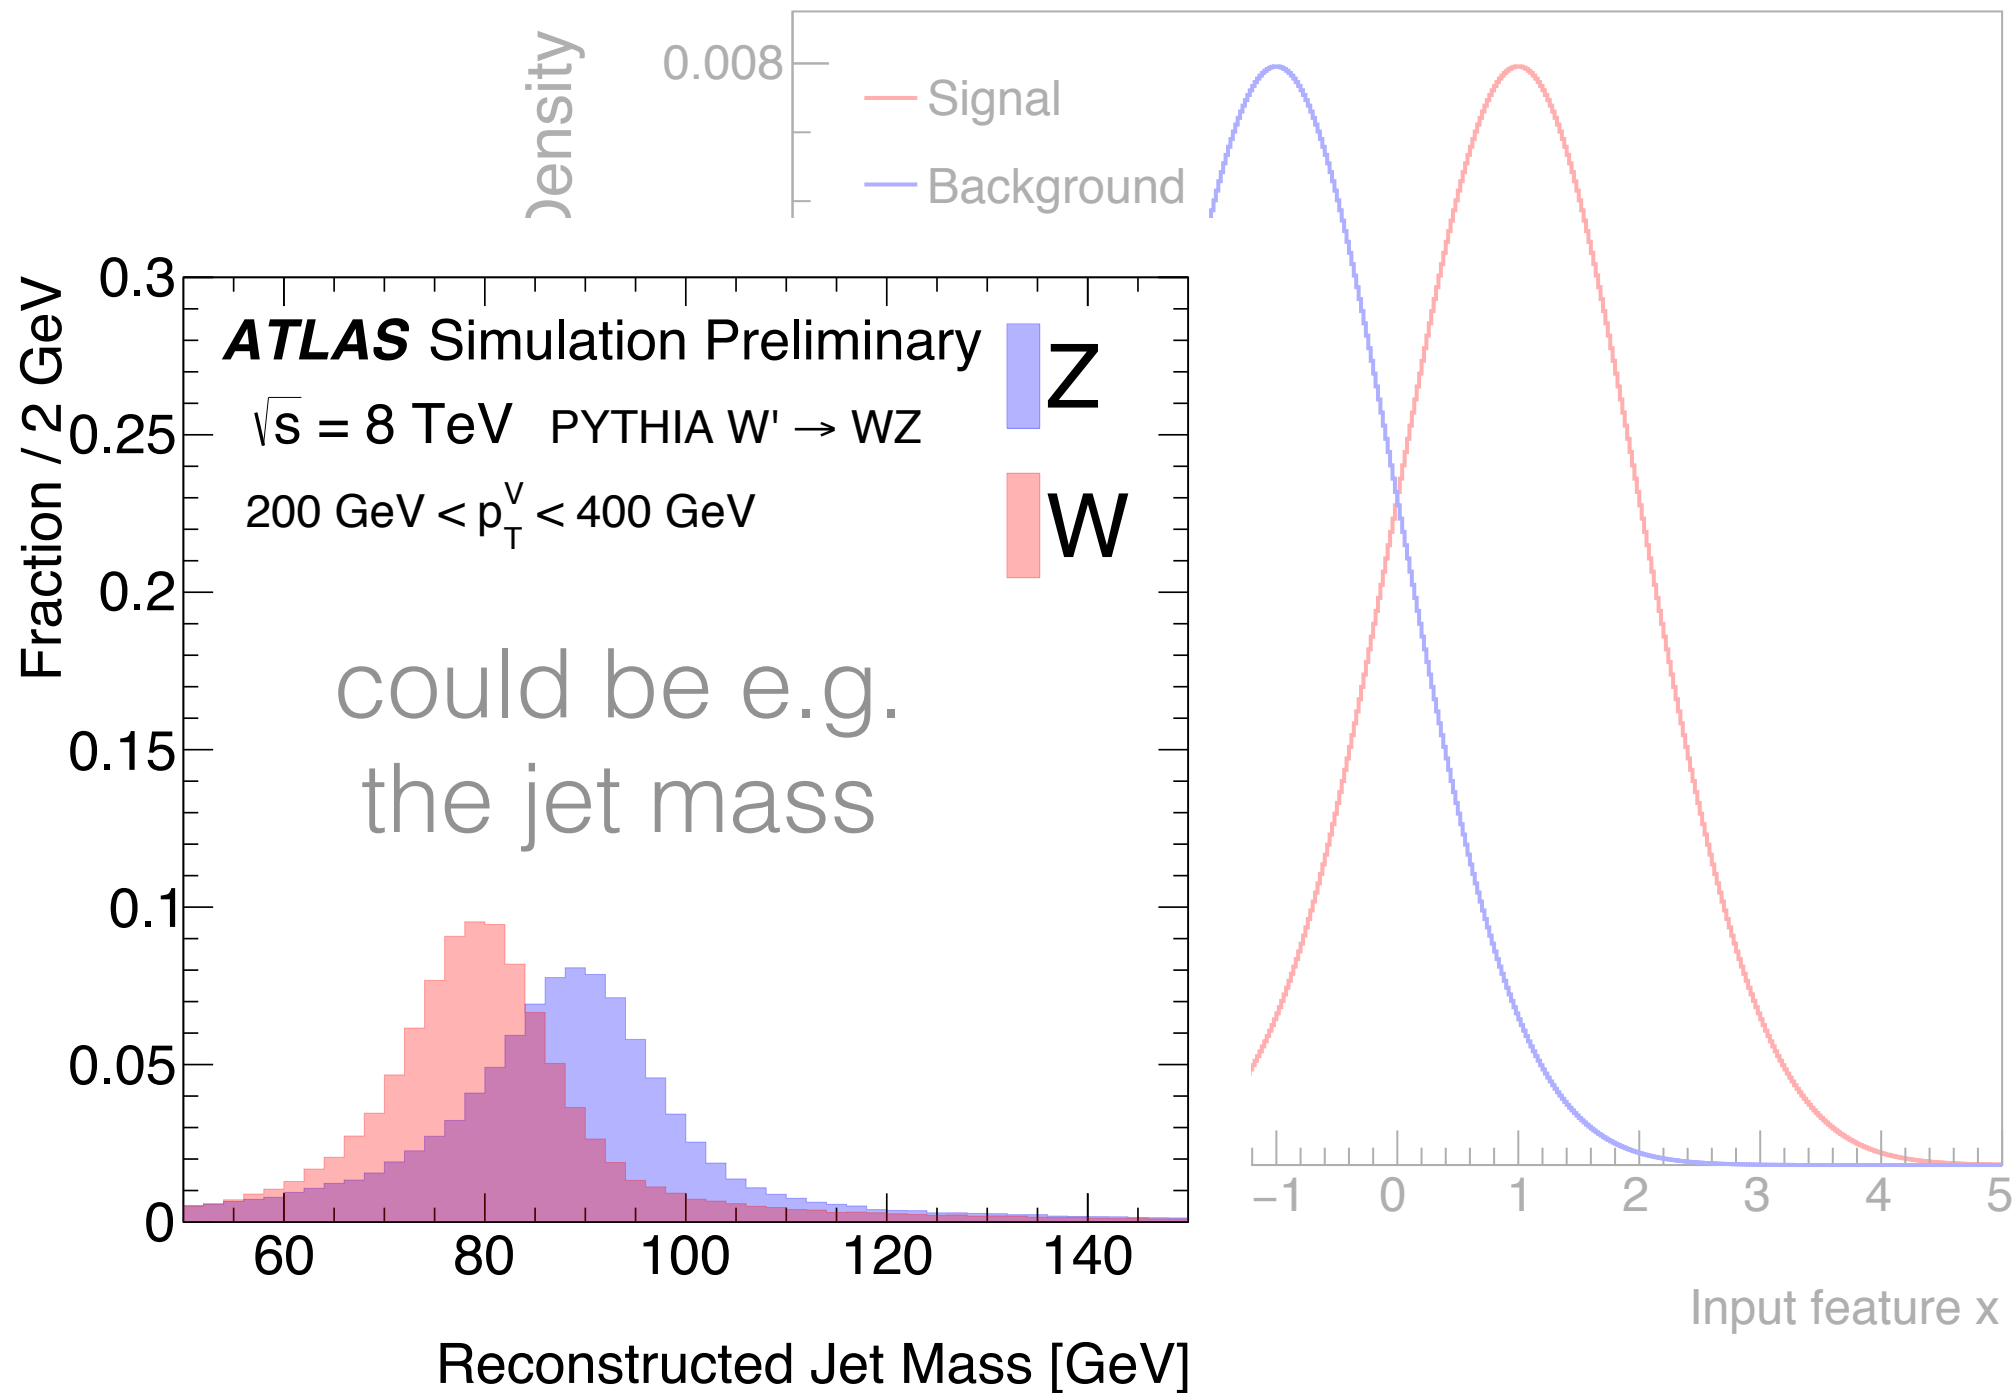 Density
0.008
Signal
Background
Fraction / 2 GeV
0.3
0.25
0.2
0.15
0.1
0.05
0
ATLAS Simulation Preliminary
√s = 8 TeV PYTHIA W' → WZ
200 GeV < p_T^V < 400 GeV
Z
W
could be e.g.
the jet mass
60 80 100 120 140
Reconstructed Jet Mass [GeV]
−1 0 1 2 3 4 5
Input feature x